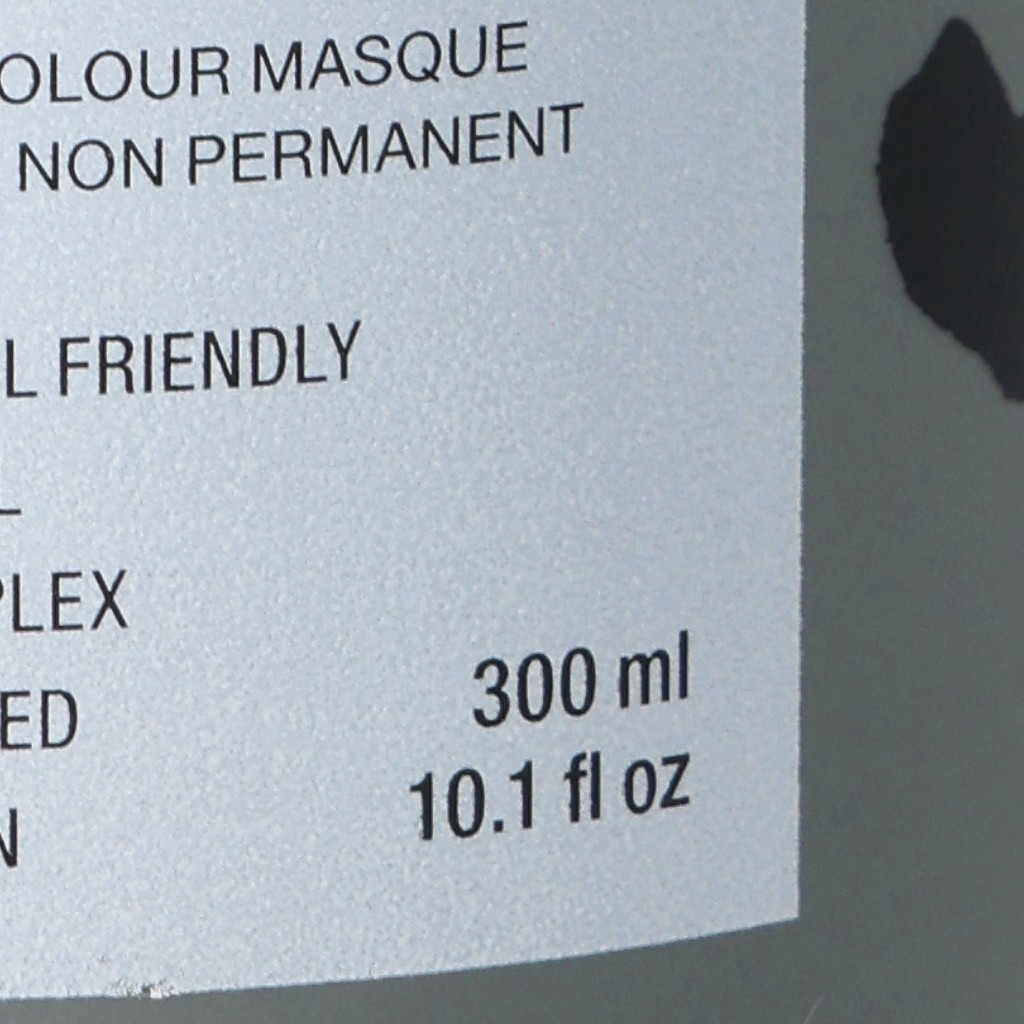 OLOUR MASQUE
NON PERMANENT
L FRIENDLY
PLEX
ED
300 ml
10.1 fl oz
N